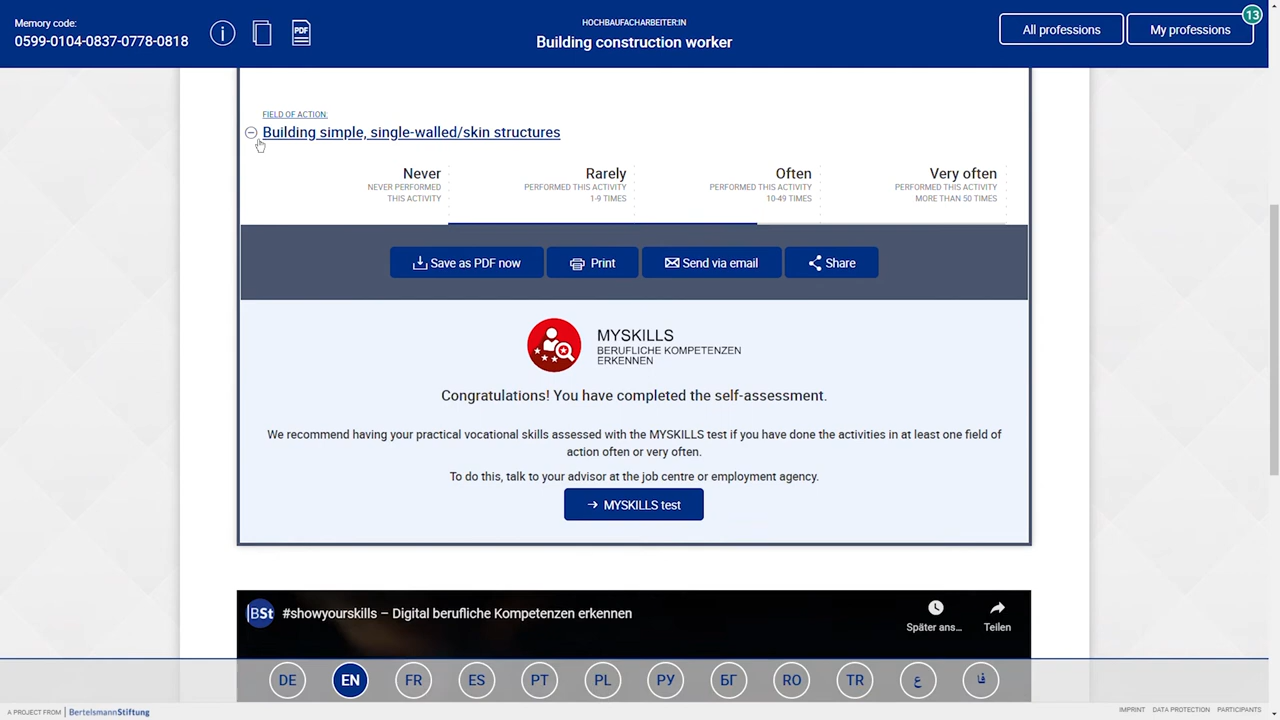 Memory code:
0599-0104-0837-0778-0818
i
PDF
HOCHBAUFACHARBEITER:IN
Building construction worker
All professions
My professions
13
FIELD OF ACTION:
Building simple, single-walled/skin structures
Never
NEVER PERFORMED
THIS ACTIVITY
Rarely
PERFORMED THIS ACTIVITY
1-9 TIMES
Often
PERFORMED THIS ACTIVITY
10-49 TIMES
Very often
PERFORMED THIS ACTIVITY
MORE THAN 50 TIMES
Save as PDF now
Print
Send via email
Share
MYSKILLS
BERUFLICHE KOMPETENZEN
ERKENNEN
Congratulations! You have completed the self-assessment.
We recommend having your practical vocational skills assessed with the MYSKILLS test if you have done the activities in at least one field of
action often or very often.
To do this, talk to your advisor at the job centre or employment agency.
→ MYSKILLS test
|BSt
#showyourskills – Digital berufliche Kompetenzen erkennen
Später ans...
Teilen
DE
EN
FR
ES
PT
PL
РУ
БГ
RO
TR
ع
فا
A PROJECT FROM | BertelsmannStiftung
IMPRINT
DATA PROTECTION
PARTICIPANTS